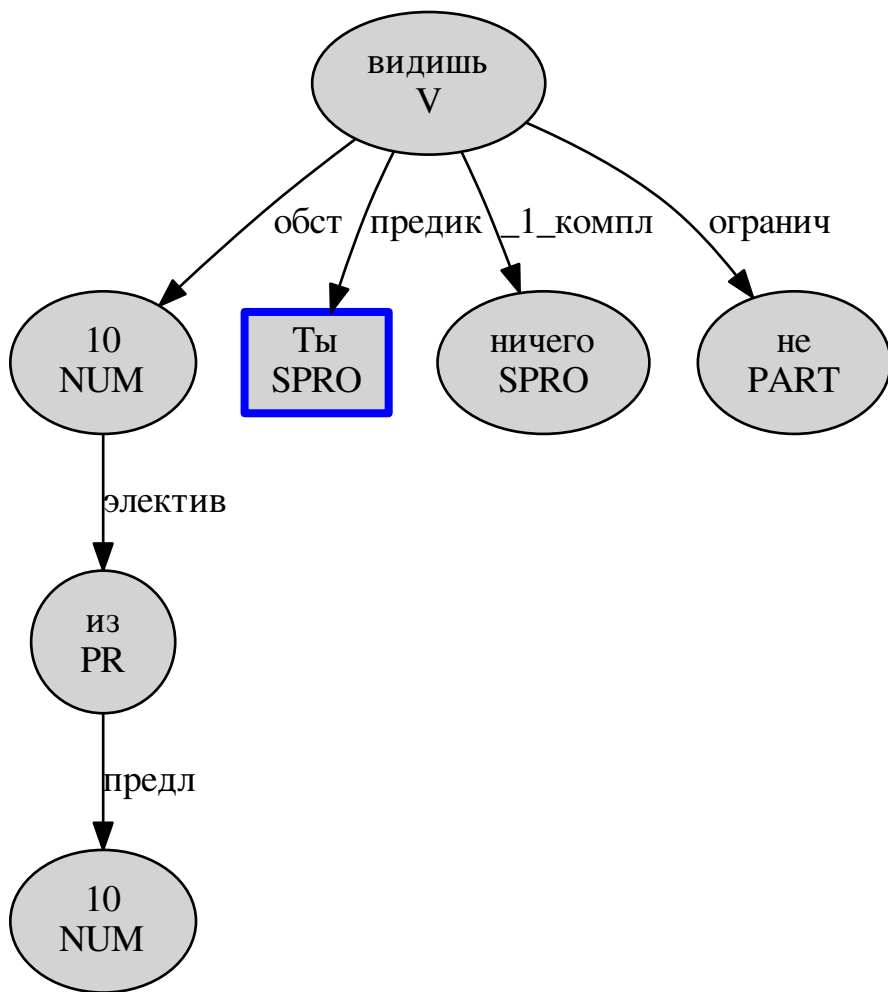 видишь
V
обст
предик
_1_компл
огранич
10
NUM
Ты
SPRO
ничего
SPRO
не
PART
электив
из
PR
предл
10
NUM